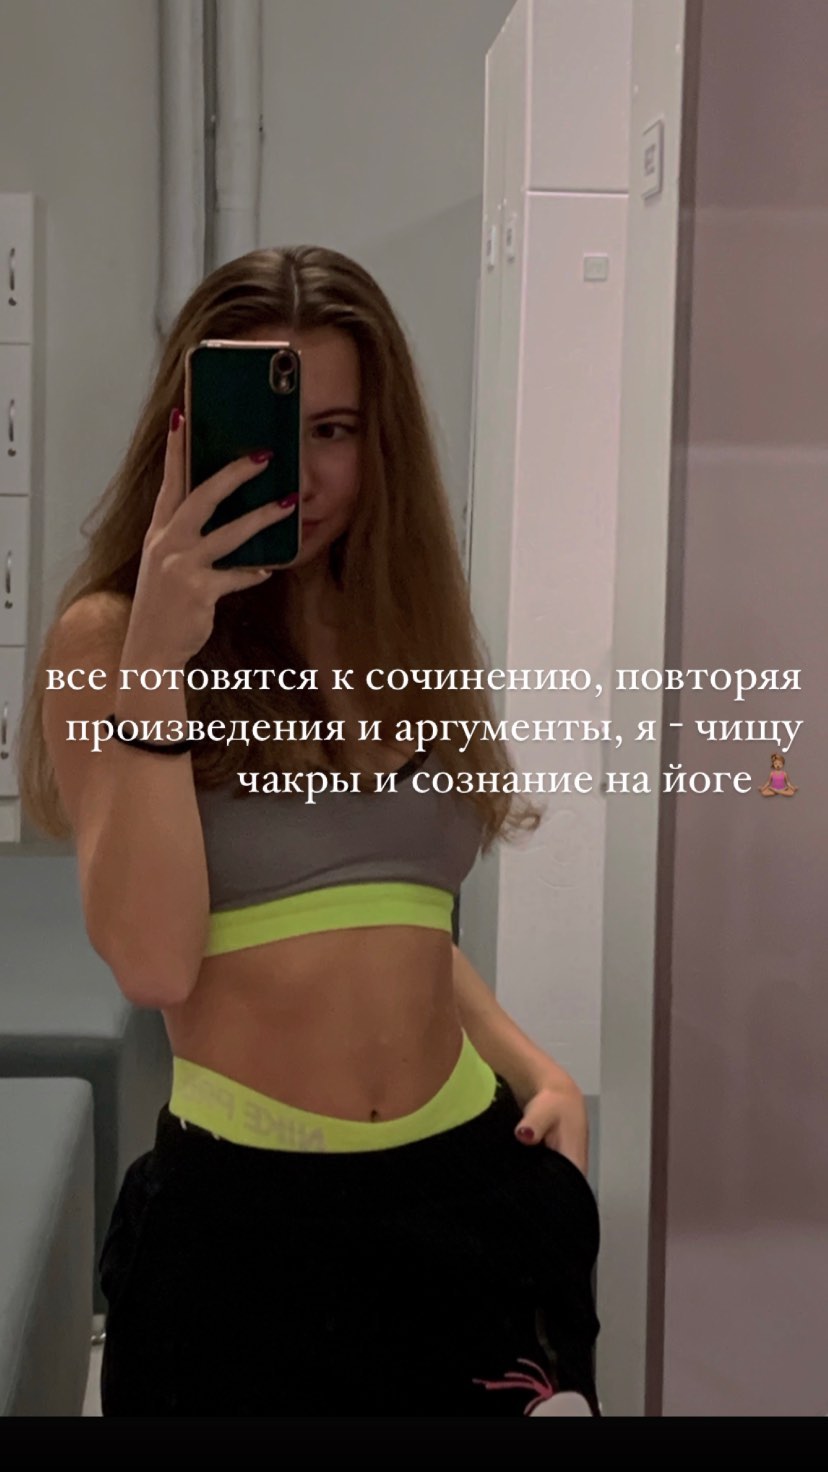 все готовятся к сочинению, повторяя
произведения и аргументы, я - чищу
чакры и сознание на йоге🧘🏽‍♀️
NIKE PRO